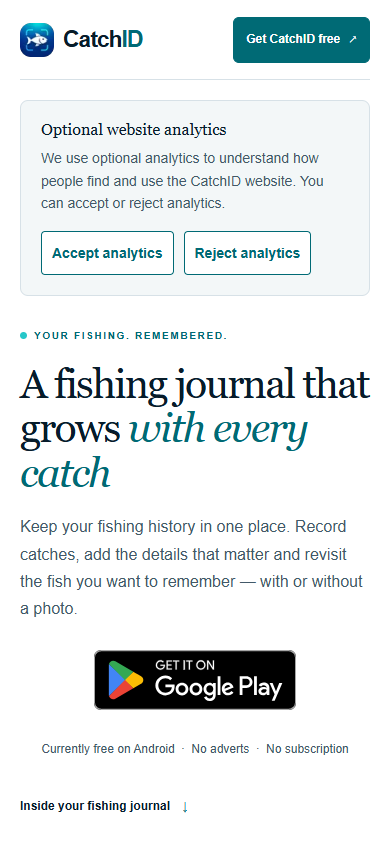 CatchID
Get CatchID free ↗
Optional website analytics
We use optional analytics to understand how
people find and use the CatchID website. You
can accept or reject analytics.
Accept analytics
Reject analytics
YOUR FISHING. REMEMBERED.
A fishing journal that
grows with every
catch
Keep your fishing history in one place. Record
catches, add the details that matter and revisit
the fish you want to remember — with or without
a photo.
GET IT ON
Google Play
Currently free on Android · No adverts · No subscription
Inside your fishing journal ↓